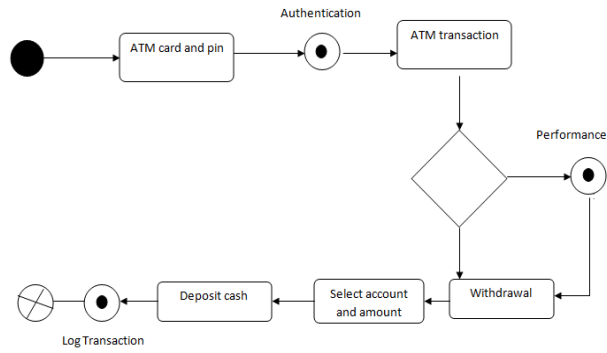 Authentication
ATM card and pin
ATM transaction
Performance
Withdrawal
Select account
and amount
Deposit cash
Log Transaction